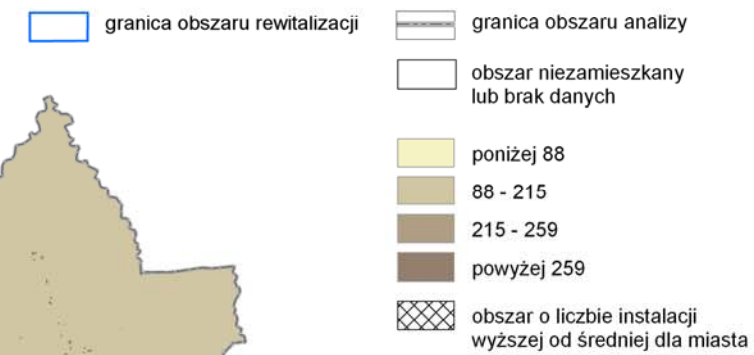 granica obszaru rewitalizacji
granica obszaru analizy
obszar niezamieszkany
lub brak danych
poniżej 88
88 - 215
215 - 259
powyżej 259
obszar o liczbie instalacji
wyższej od średniej dla miasta